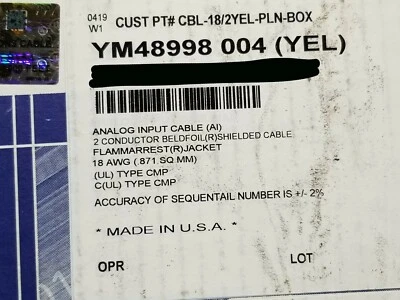 0419
W1
CUST PT# CBL-18/2YEL-PLN-BOX
YM48998 004 (YEL)
ANALOG INPUT CABLE (AI)
2 CONDUCTOR BELDFOIL(R)SHIELDED CABLE
FLAMMARREST(R)JACKET
18 AWG (.871 SQ MM)
(UL) TYPE CMP
C(UL) TYPE CMP
ACCURACY OF SEQUENTAIL NUMBER IS +/- 2%
* MADE IN U.S.A. *
OPR LOT